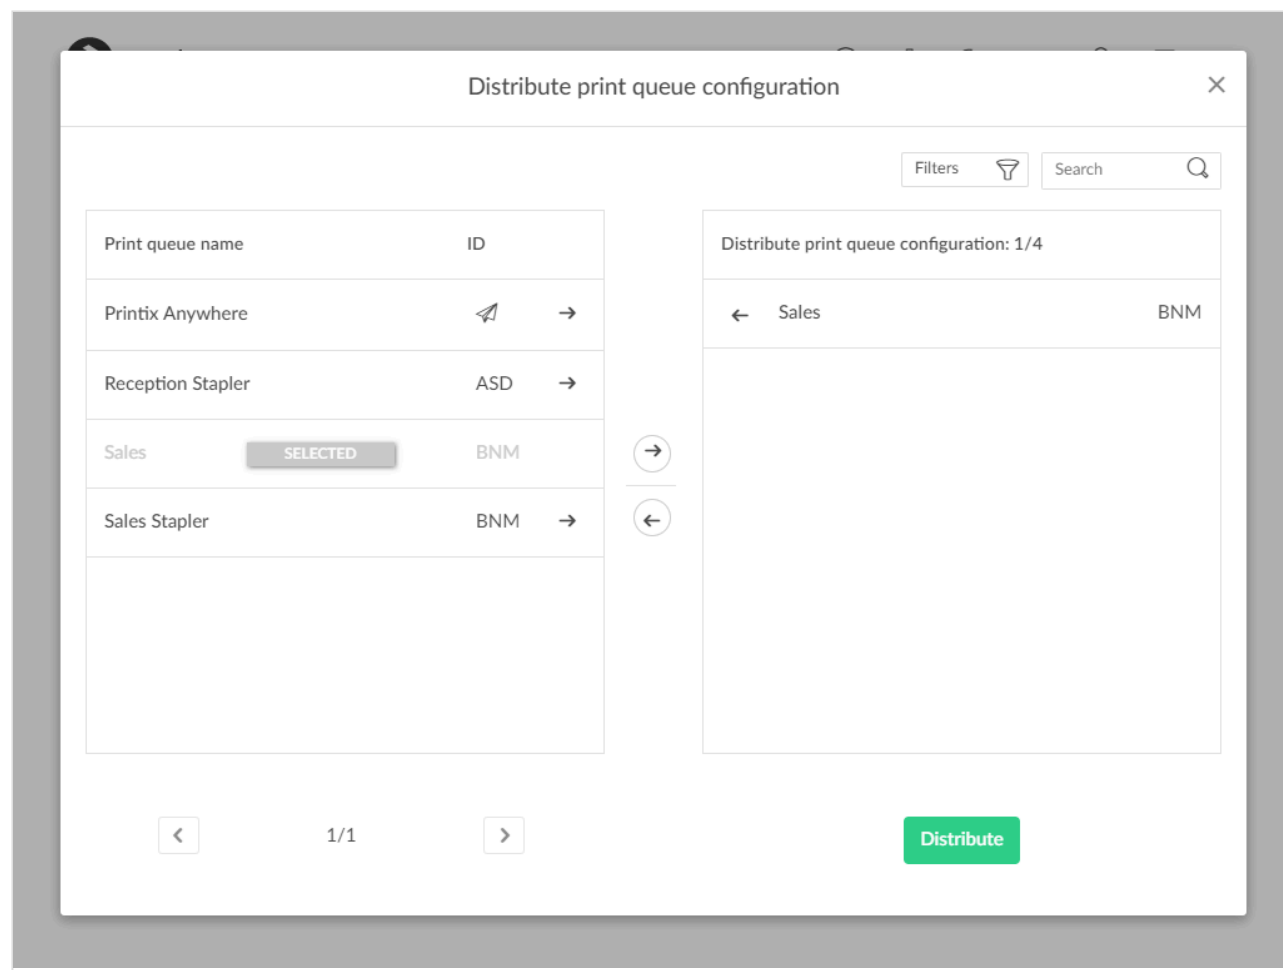 Distribute print queue configuration
Filters
Search
Print queue name ID
Printix Anywhere
Reception Stapler ASD
Sales SELECTED BNM
Sales Stapler BNM
Distribute print queue configuration: 1/4
Sales BNM
1/1
Distribute